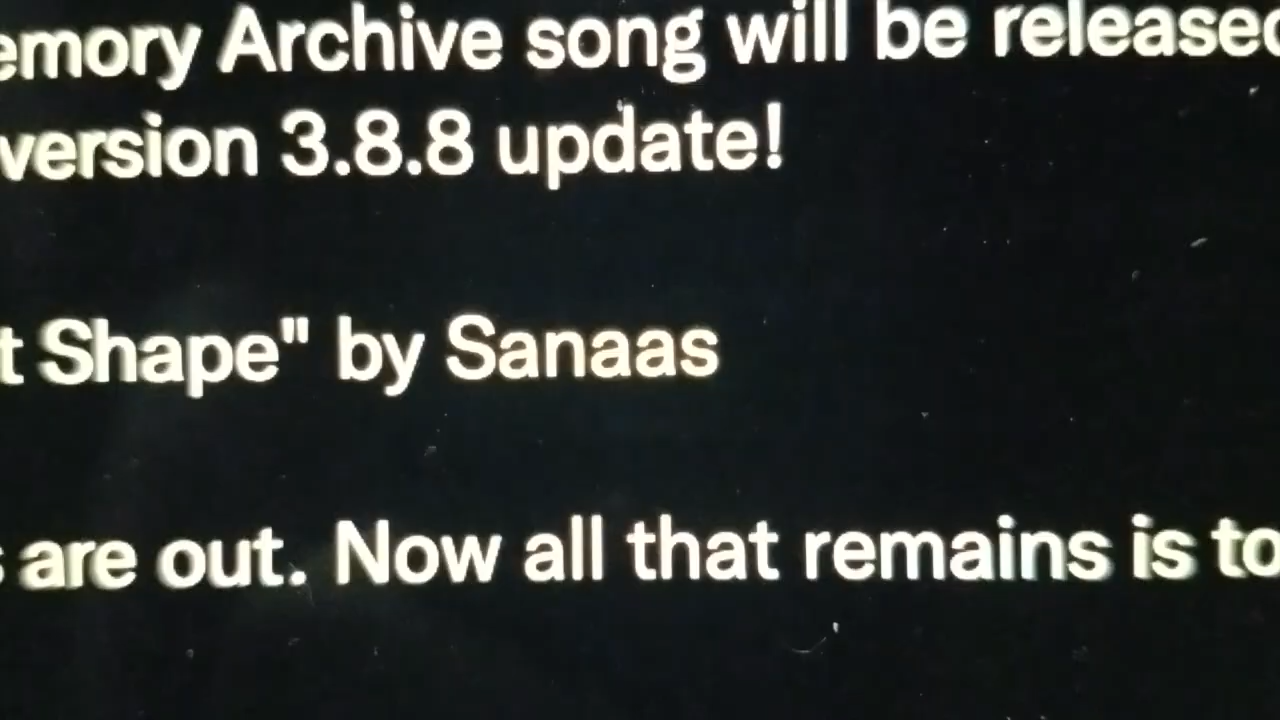 emory Archive song will be released
version 3.8.8 update!
t Shape" by Sanaas
are out. Now all that remains is to